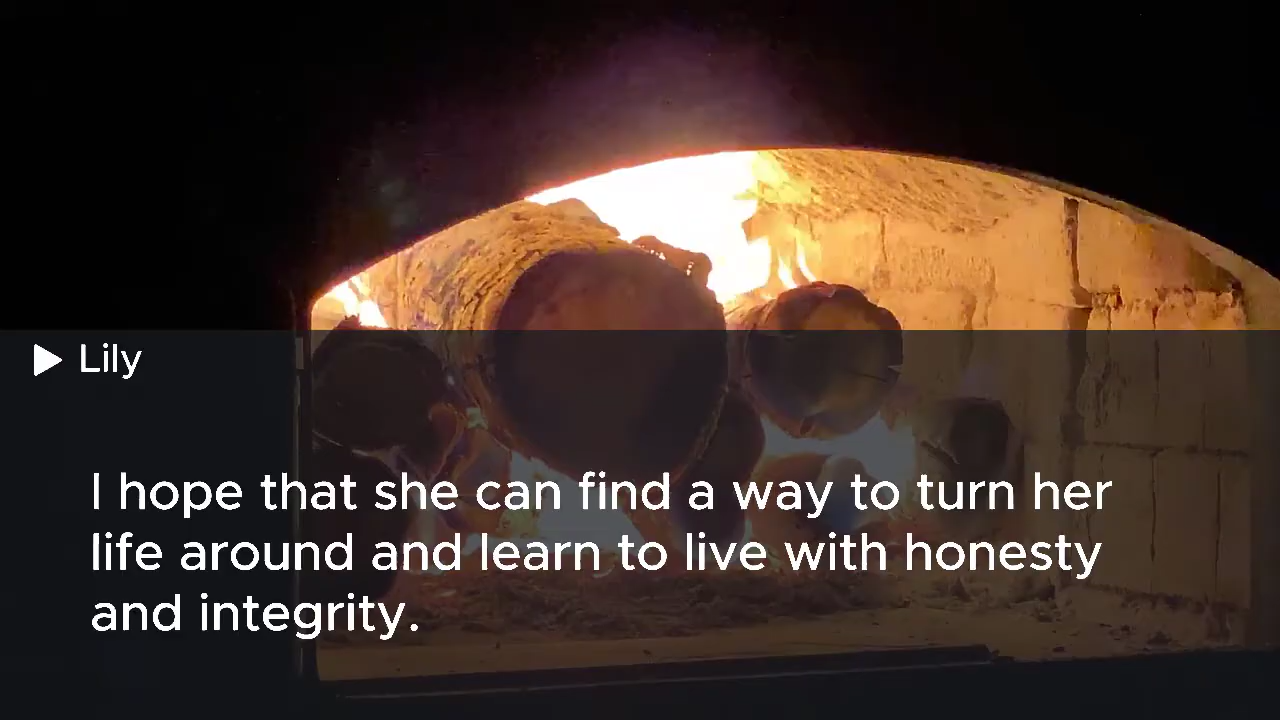 Lily
I hope that she can find a way to turn her
life around and learn to live with honesty
and integrity.